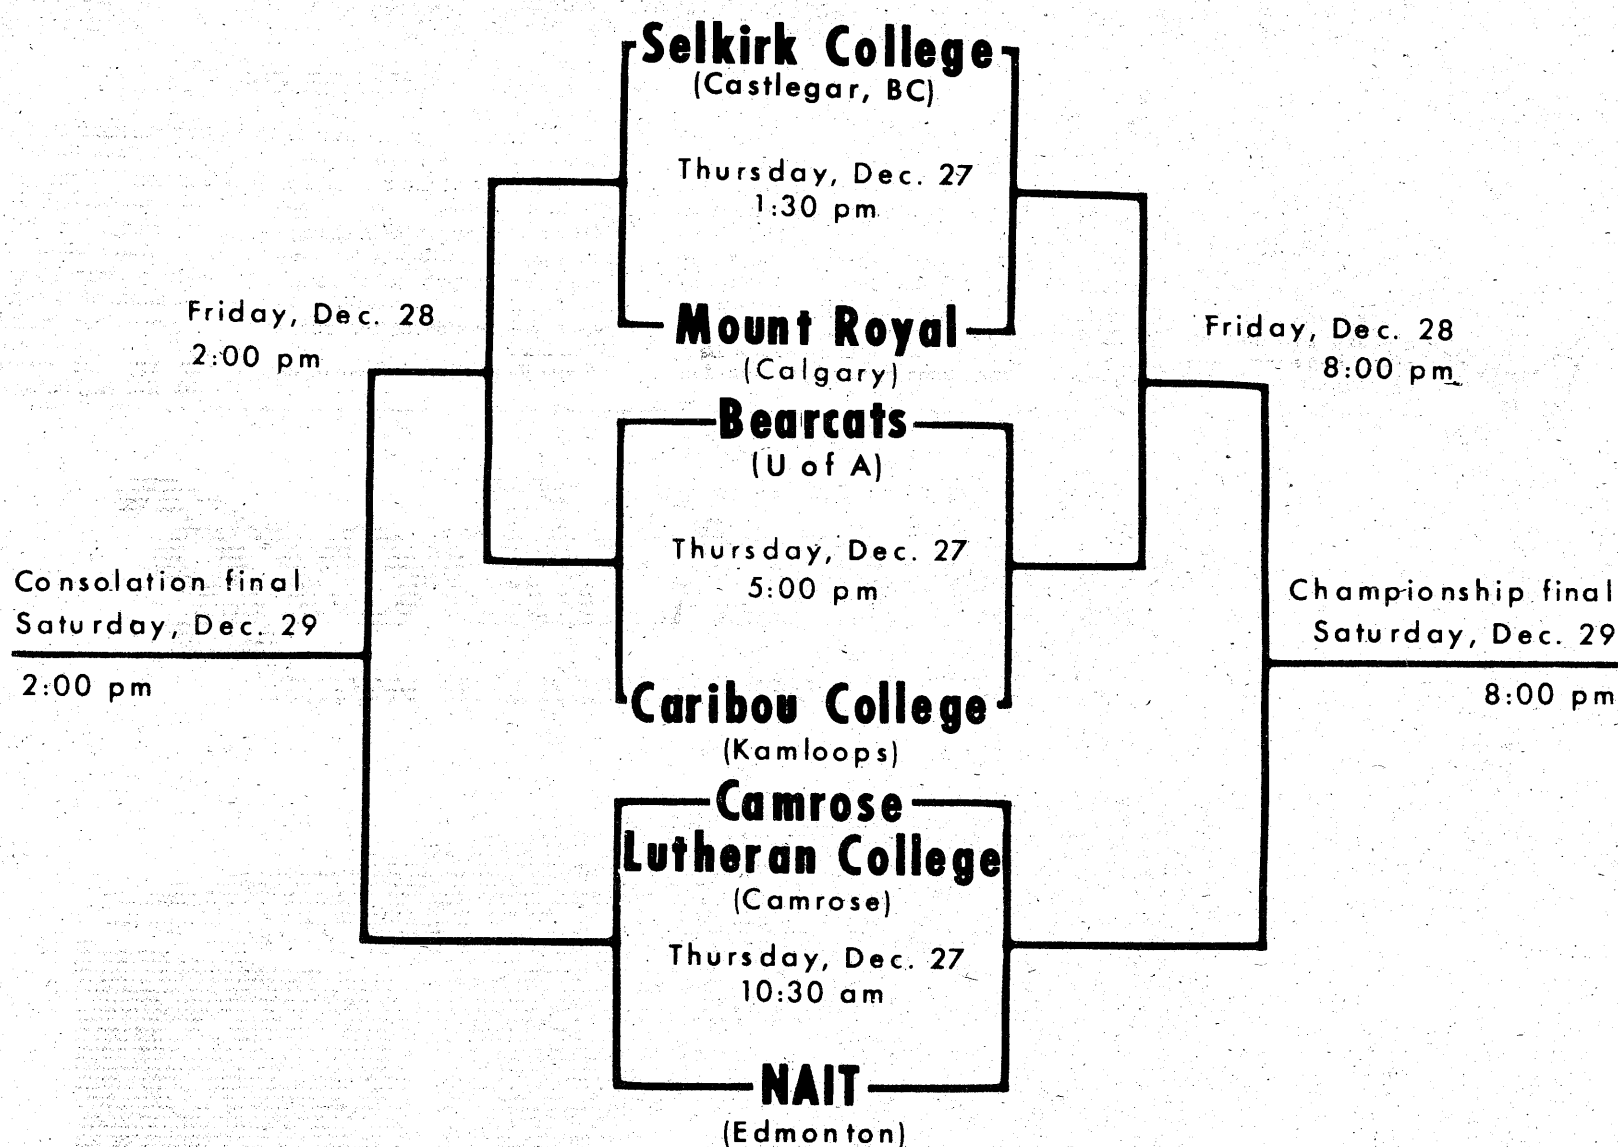 Selkirk College
(Castlegar, BC)
Thursday, Dec. 27
1:30 pm
Mount Royal
(Calgary)
Friday, Dec. 28
2:00 pm
Friday, Dec. 28
8:00 pm
Bearcats
(U of A)
Thursday, Dec. 27
5:00 pm
Caribou College
(Kamloops)
Consolation final
Saturday, Dec. 29
2:00 pm
Championship final
Saturday, Dec. 29
8:00 pm
Camrose
Lutheran College
(Camrose)
Thursday, Dec. 27
10:30 am
NAIT
(Edmonton)